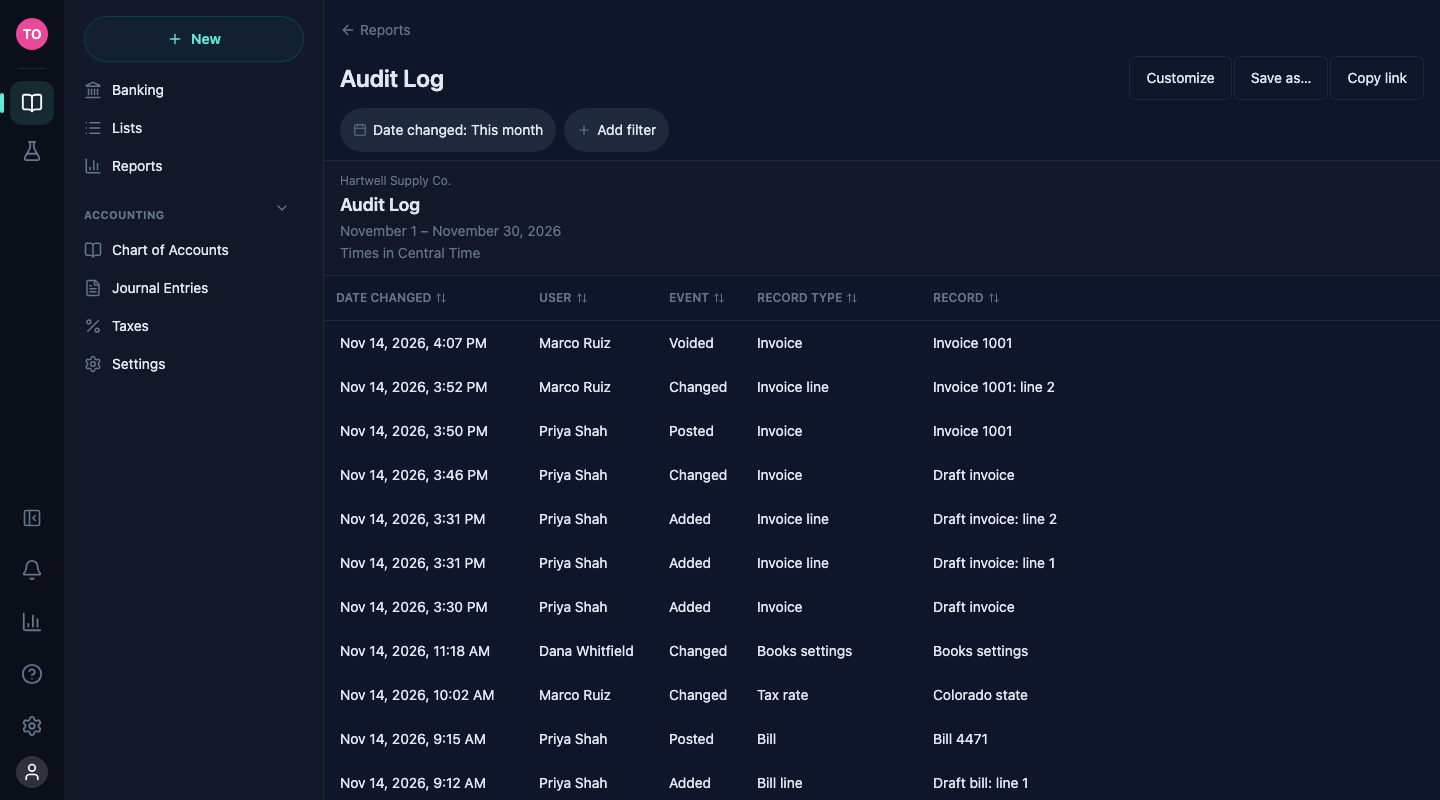 TO
New
Banking
Lists
Reports
ACCOUNTING
Chart of Accounts
Journal Entries
Taxes
Settings
Reports
Audit Log
Customize
Save as...
Copy link
Date changed: This month
Add filter
Hartwell Supply Co.
Audit Log
November 1 – November 30, 2026
Times in Central Time
DATE CHANGED USER EVENT RECORD TYPE RECORD
Nov 14, 2026, 4:07 PM Marco Ruiz Voided Invoice Invoice 1001
Nov 14, 2026, 3:52 PM Marco Ruiz Changed Invoice line Invoice 1001: line 2
Nov 14, 2026, 3:50 PM Priya Shah Posted Invoice Invoice 1001
Nov 14, 2026, 3:46 PM Priya Shah Changed Invoice Draft invoice
Nov 14, 2026, 3:31 PM Priya Shah Added Invoice line Draft invoice: line 2
Nov 14, 2026, 3:31 PM Priya Shah Added Invoice line Draft invoice: line 1
Nov 14, 2026, 3:30 PM Priya Shah Added Invoice Draft invoice
Nov 14, 2026, 11:18 AM Dana Whitfield Changed Books settings Books settings
Nov 14, 2026, 10:02 AM Marco Ruiz Changed Tax rate Colorado state
Nov 14, 2026, 9:15 AM Priya Shah Posted Bill Bill 4471
Nov 14, 2026, 9:12 AM Priya Shah Added Bill line Draft bill: line 1